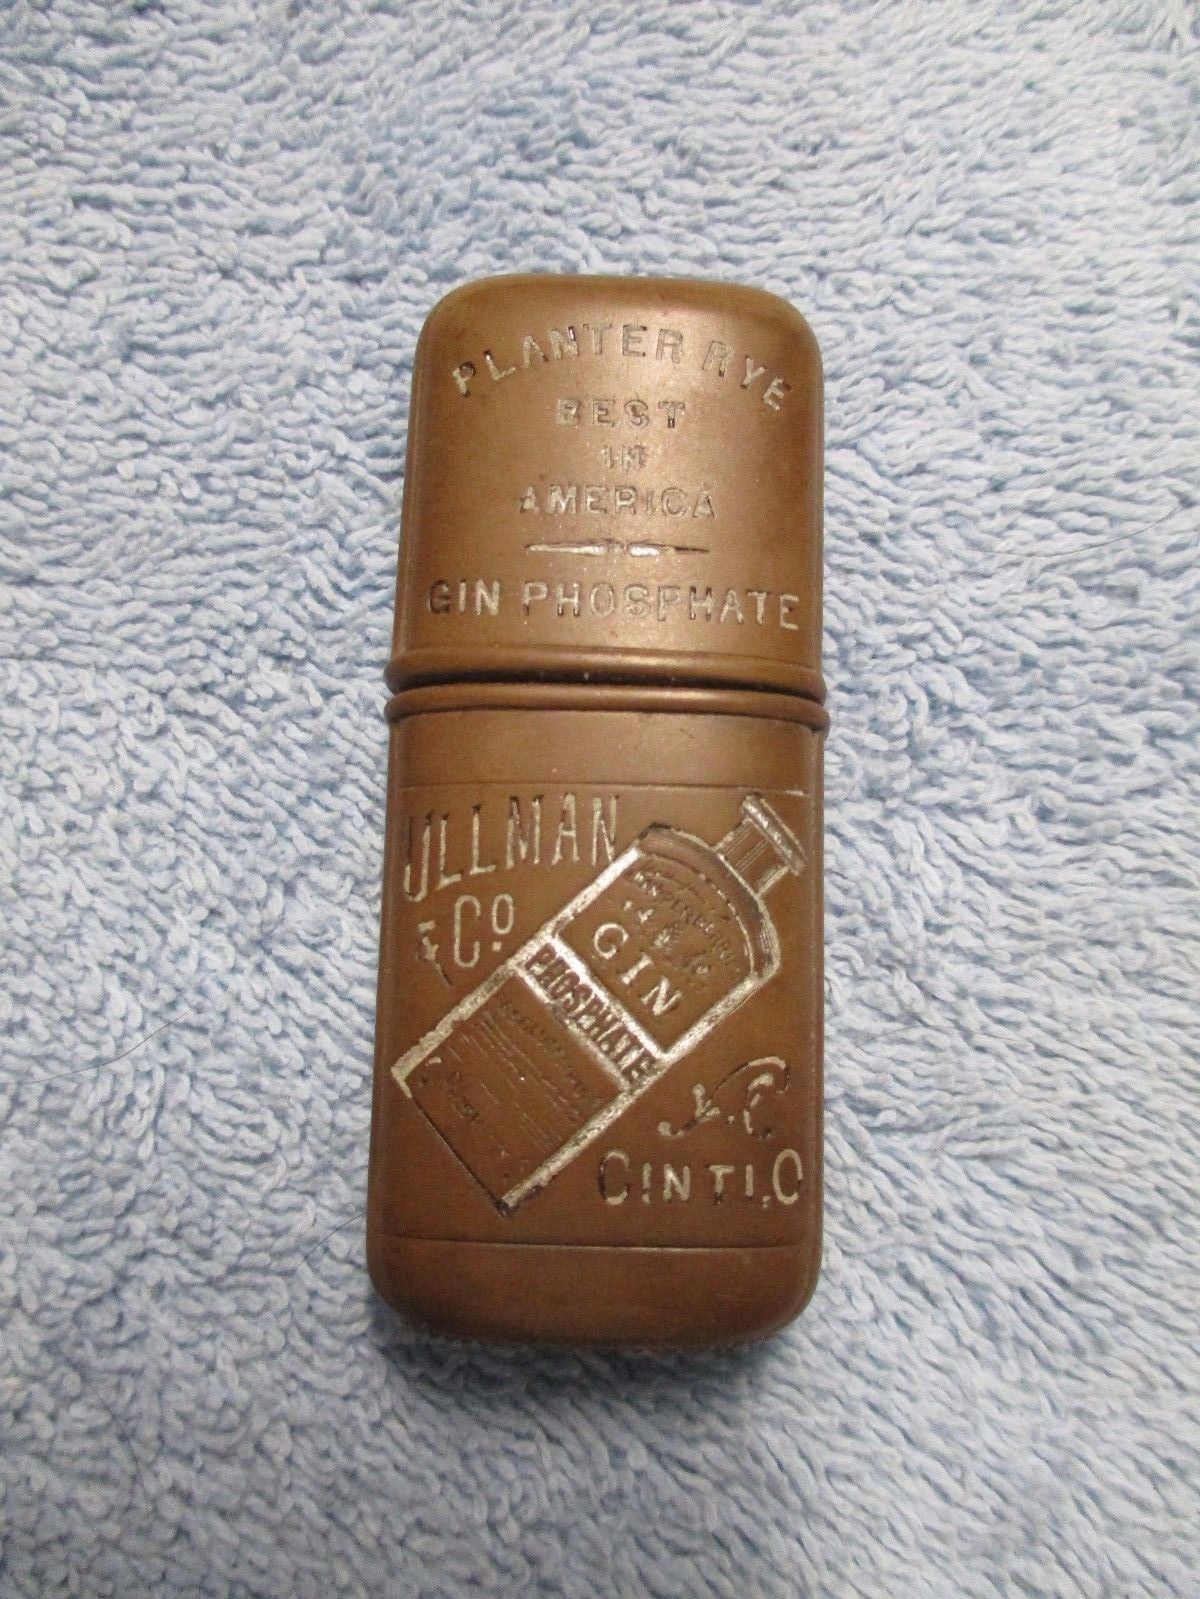 PLANTER RYE
BEST
IN
AMERICA
GIN PHOSPHATE
ULLMAN
& Co
GIN
PHOSPHATE
CINTI,O